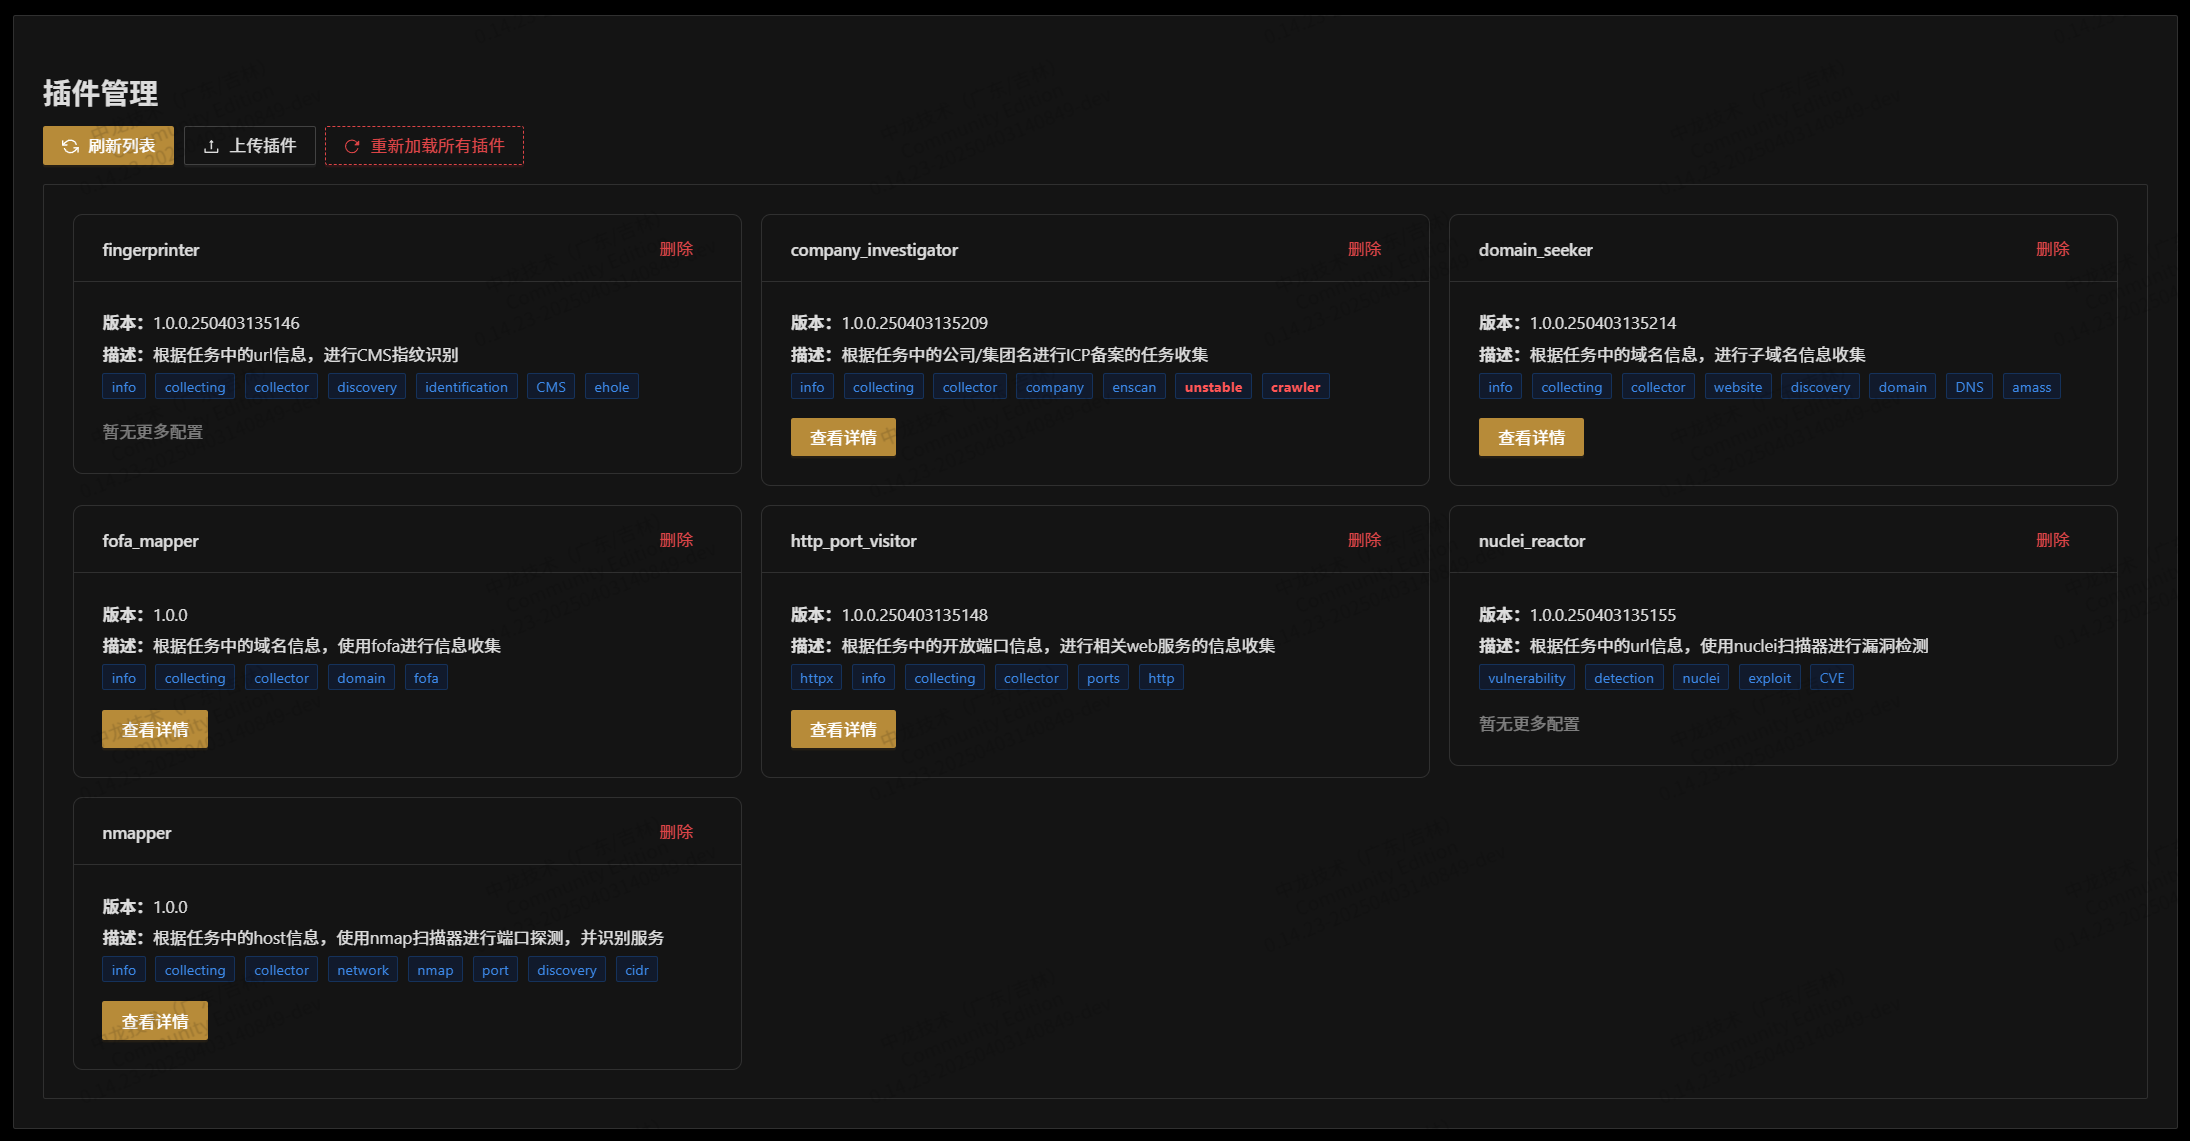 插件管理
刷新列表 上传插件 重新加载所有插件
fingerprinter 删除
版本：1.0.0.250403135146
描述：根据任务中的url信息，进行CMS指纹识别
info collecting collector discovery identification CMS ehole
暂无更多配置
company_investigator 删除
版本：1.0.0.250403135209
描述：根据任务中的公司/集团名进行ICP备案的任务收集
info collecting collector company enscan unstable crawler
查看详情
domain_seeker 删除
版本：1.0.0.250403135214
描述：根据任务中的域名信息，进行子域名信息收集
info collecting collector website discovery domain DNS amass
查看详情
fofa_mapper 删除
版本：1.0.0
描述：根据任务中的域名信息，使用fofa进行信息收集
info collecting collector domain fofa
查看详情
http_port_visitor 删除
版本：1.0.0.250403135148
描述：根据任务中的开放端口信息，进行相关web服务的信息收集
httpx info collecting collector ports http
查看详情
nuclei_reactor 删除
版本：1.0.0.250403135155
描述：根据任务中的url信息，使用nuclei扫描器进行漏洞检测
vulnerability detection nuclei exploit CVE
暂无更多配置
nmapper 删除
版本：1.0.0
描述：根据任务中的host信息，使用nmap扫描器进行端口探测，并识别服务
info collecting collector network nmap port discovery cidr
查看详情